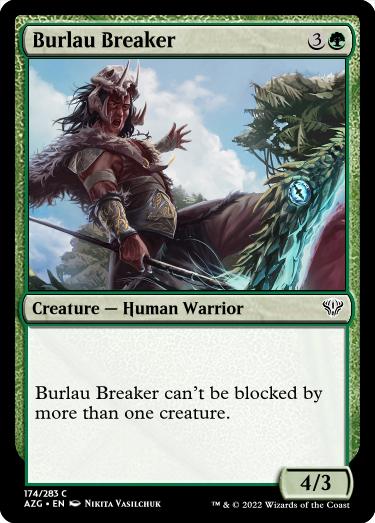 Burlau Breaker 3
Creature — Human Warrior
Burlau Breaker can't be blocked by
more than one creature.
4/3
174/283 C
AZG • EN Nikita Vasilchuk
™ & © 2022 Wizards of the Coast